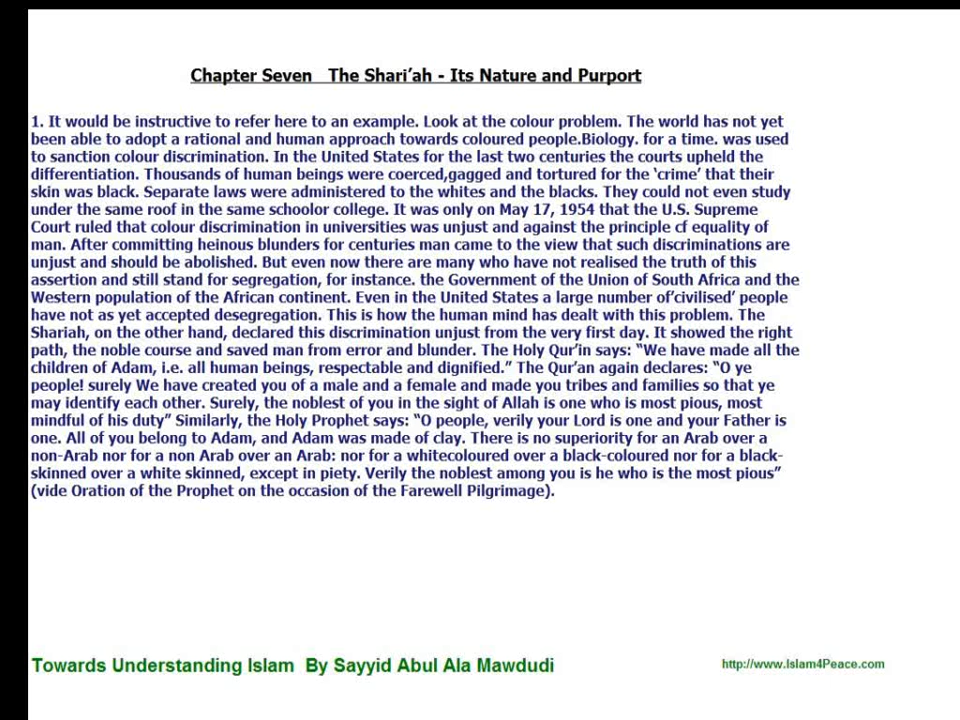 Chapter Seven   The Shari’ah - Its Nature and Purport
1. It would be instructive to refer here to an example. Look at the colour problem. The world has not yet
been able to adopt a rational and human approach towards coloured people.Biology. for a time. was used
to sanction colour discrimination. In the United States for the last two centuries the courts upheld the
differentiation. Thousands of human beings were coerced,gagged and tortured for the ‘crime’ that their
skin was black. Separate laws were administered to the whites and the blacks. They could not even study
under the same roof in the same schoolor college. It was only on May 17, 1954 that the U.S. Supreme
Court ruled that colour discrimination in universities was unjust and against the principle cf equality of
man. After committing heinous blunders for centuries man came to the view that such discriminations are
unjust and should be abolished. But even now there are many who have not realised the truth of this
assertion and still stand for segregation, for instance. the Government of the Union of South Africa and the
Western population of the African continent. Even in the United States a large number of’civilised’ people
have not as yet accepted desegregation. This is how the human mind has dealt with this problem. The
Shariah, on the other hand, declared this discrimination unjust from the very first day. It showed the right
path, the noble course and saved man from error and blunder. The Holy Qur’in says: “We have made all the
children of Adam, i.e. all human beings, respectable and dignified.” The Qur’an again declares: “O ye
people! surely We have created you of a male and a female and made you tribes and families so that ye
may identify each other. Surely, the noblest of you in the sight of Allah is one who is most pious, most
mindful of his duty” Similarly, the Holy Prophet says: “O people, verily your Lord is one and your Father is
one. All of you belong to Adam, and Adam was made of clay. There is no superiority for an Arab over a
non-Arab nor for a non Arab over an Arab: nor for a whitecoloured over a black-coloured nor for a black-
skinned over a white skinned, except in piety. Verily the noblest among you is he who is the most pious”
(vide Oration of the Prophet on the occasion of the Farewell Pilgrimage).
Towards Understanding Islam  By Sayyid Abul Ala Mawdudi
http://www.Islam4Peace.com